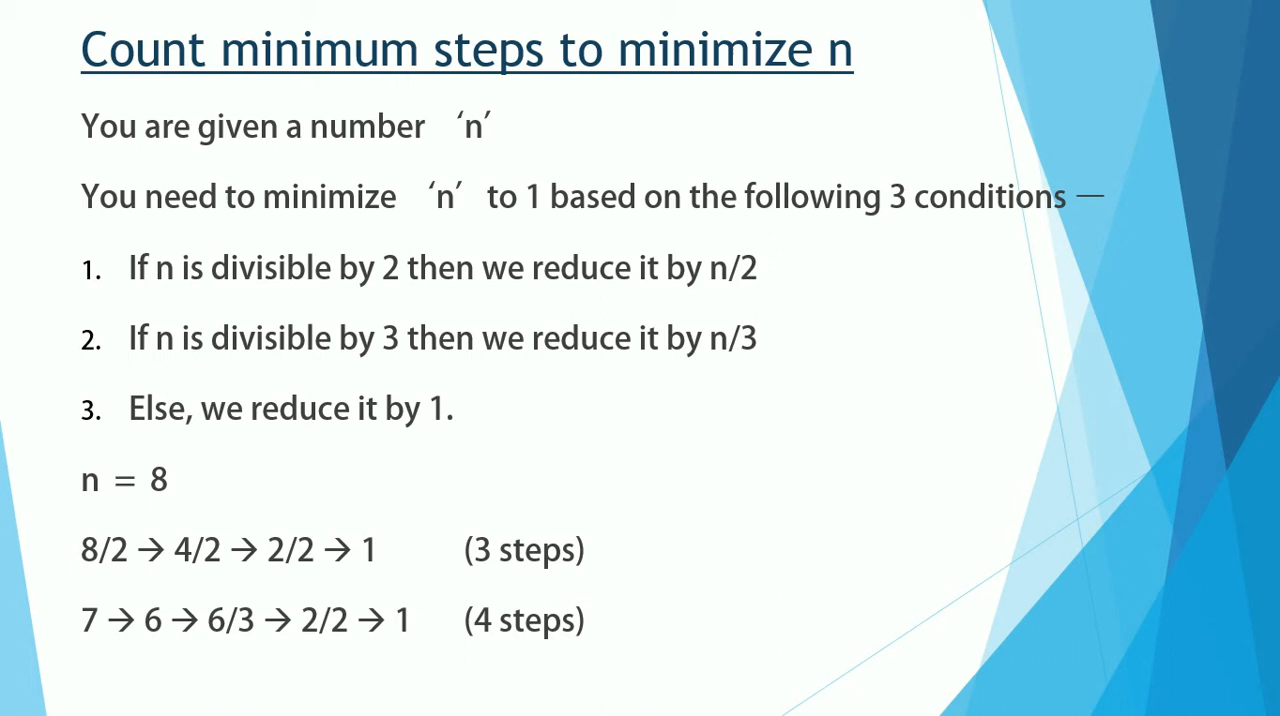 Count minimum steps to minimize n
You are given a number ‘n’
You need to minimize ‘n’ to 1 based on the following 3 conditions —
1. If n is divisible by 2 then we reduce it by n/2
2. If n is divisible by 3 then we reduce it by n/3
3. Else, we reduce it by 1.
n = 8
8/2 → 4/2 → 2/2 → 1 (3 steps)
7 → 6 → 6/3 → 2/2 → 1 (4 steps)